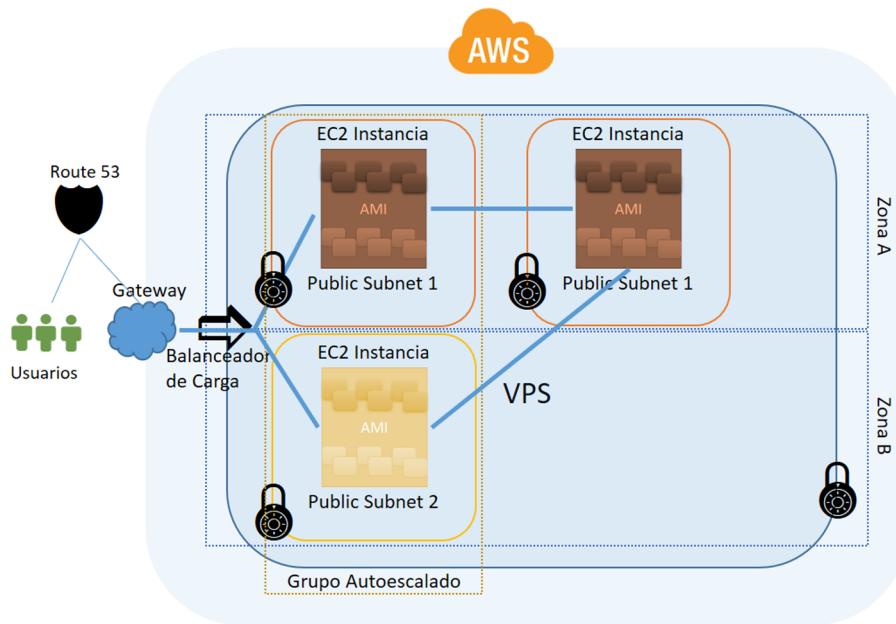 AWS
EC2 Instancia
AMI
Public Subnet 1
EC2 Instancia
AMI
Public Subnet 1
Zona A
Route 53
Gateway
Usuarios
Balanceador
de Carga
EC2 Instancia
AMI
Public Subnet 2
VPS
Zona B
Grupo Autoescalado